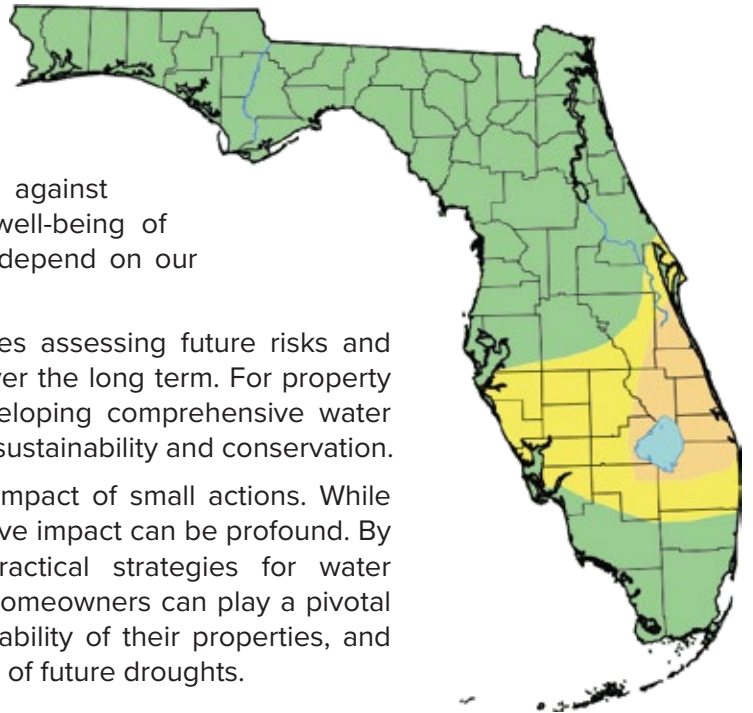 against
well-being of
depend on our
es assessing future risks and
ver the long term. For property
eloping comprehensive water
sustainability and conservation.
mpact of small actions. While
ve impact can be profound. By
ractical strategies for water
omeowners can play a pivotal
ability of their properties, and
of future droughts.